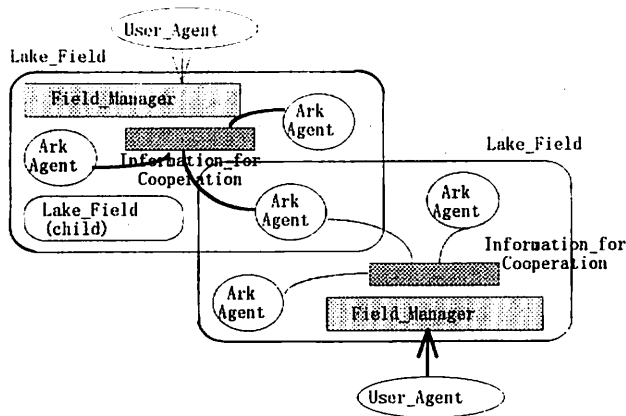 User_Agent
Lake_Field
Field_Manager
Ark
Agent
Ark
Agent
Information_for
Cooperation
Lake_Field
(child)
Ark
Agent
Lake_Field
Ark
Agent
Information_for
Cooperation
Ark
Agent
Field_Manager
User_Agent